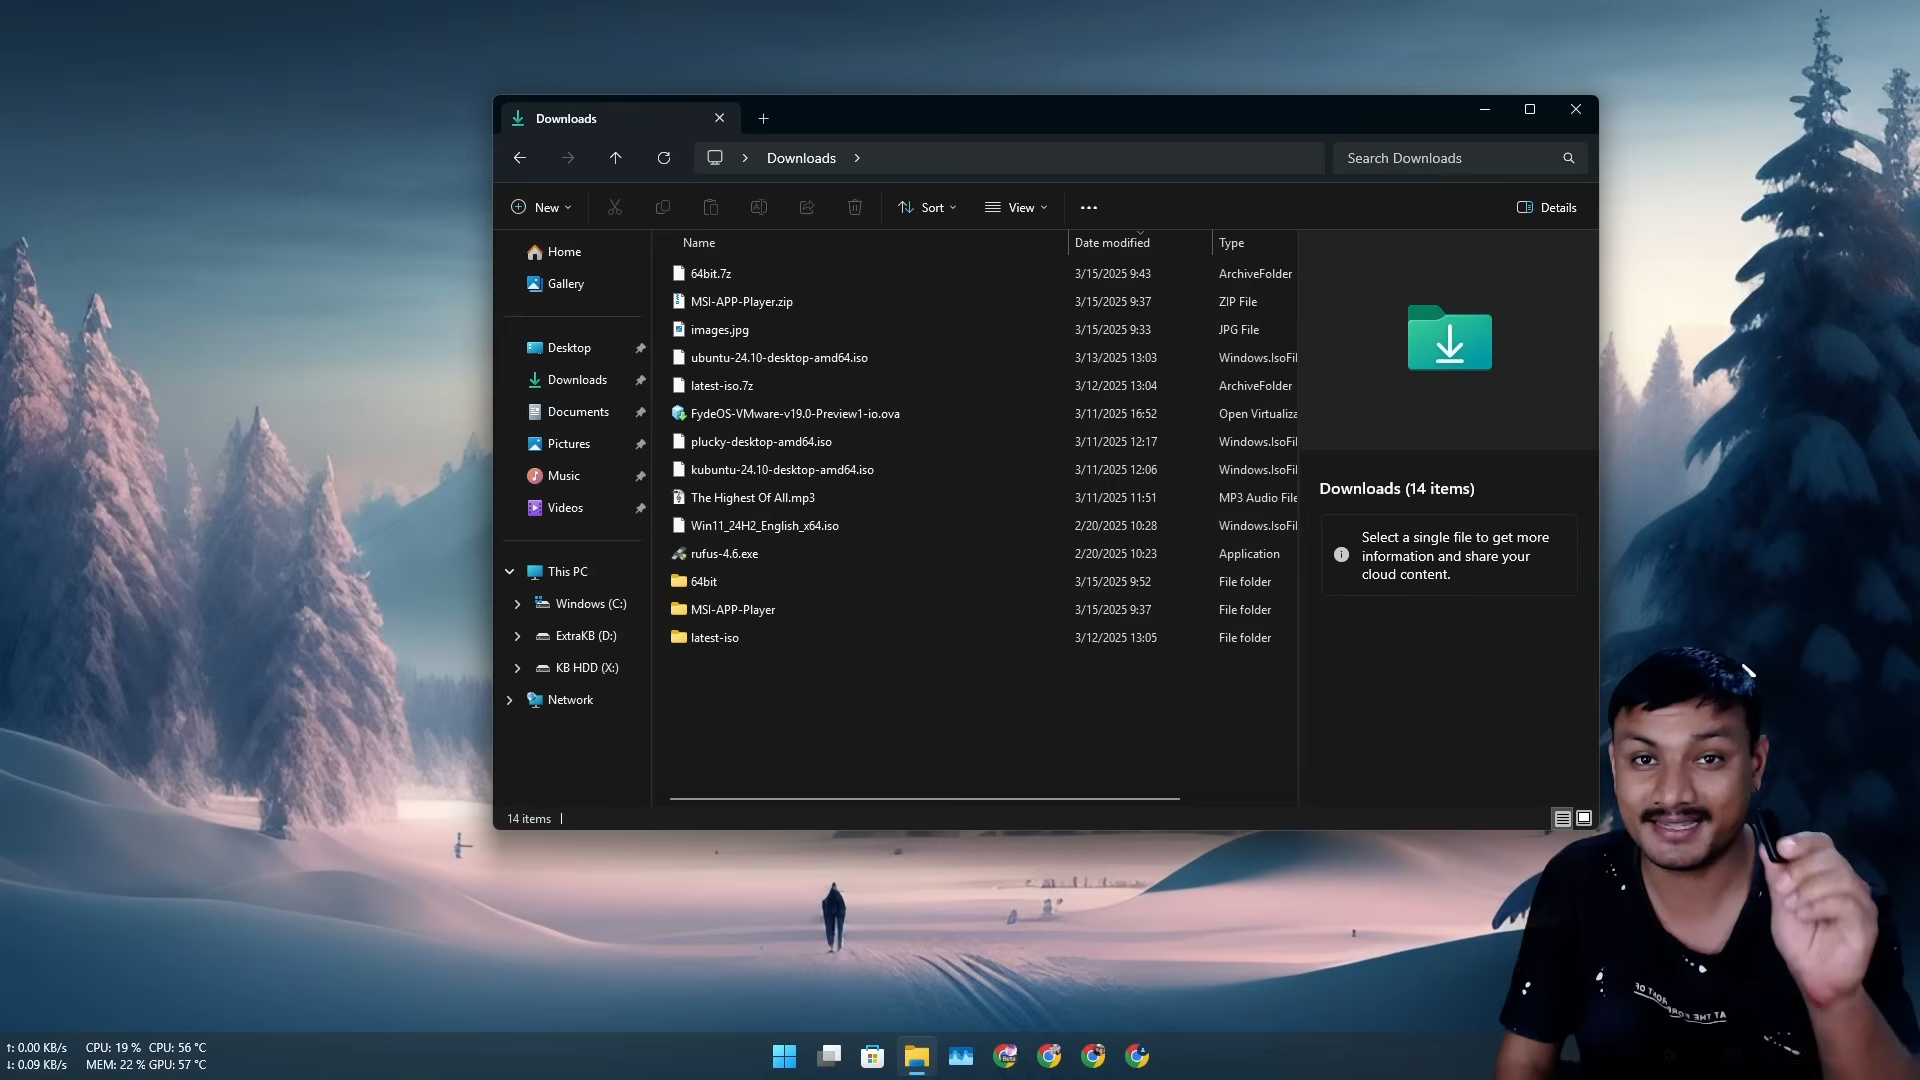 Downloads
Downloads
Search Downloads
New
Sort
View
Details
Home
Gallery
Desktop
Downloads
Documents
Pictures
Music
Videos
This PC
Windows (C:)
ExtraKB (D:)
KB HDD (X:)
Network
Name Date modified Type
64bit.7z 3/15/2025 9:43 ArchiveFolder
MSI-APP-Player.zip 3/15/2025 9:37 ZIP File
images.jpg 3/15/2025 9:33 JPG File
ubuntu-24.10-desktop-amd64.iso 3/13/2025 13:03 Windows.IsoFil
latest-iso.7z 3/12/2025 13:04 ArchiveFolder
FydeOS-VMware-v19.0-Preview1-io.ova 3/11/2025 16:52 Open Virtualiza
plucky-desktop-amd64.iso 3/11/2025 12:17 Windows.IsoFil
kubuntu-24.10-desktop-amd64.iso 3/11/2025 12:06 Windows.IsoFil
The Highest Of All.mp3 3/11/2025 11:51 MP3 Audio File
Win11_24H2_English_x64.iso 2/20/2025 10:28 Windows.IsoFil
rufus-4.6.exe 2/20/2025 10:23 Application
64bit 3/15/2025 9:52 File folder
MSI-APP-Player 3/15/2025 9:37 File folder
latest-iso 3/12/2025 13:05 File folder
Downloads (14 items)
Select a single file to get more
information and share your
cloud content.
14 items
↑: 0.00 KB/s CPU: 19 % CPU: 56 °C
↓: 0.09 KB/s MEM: 22 % GPU: 57 °C
Beta